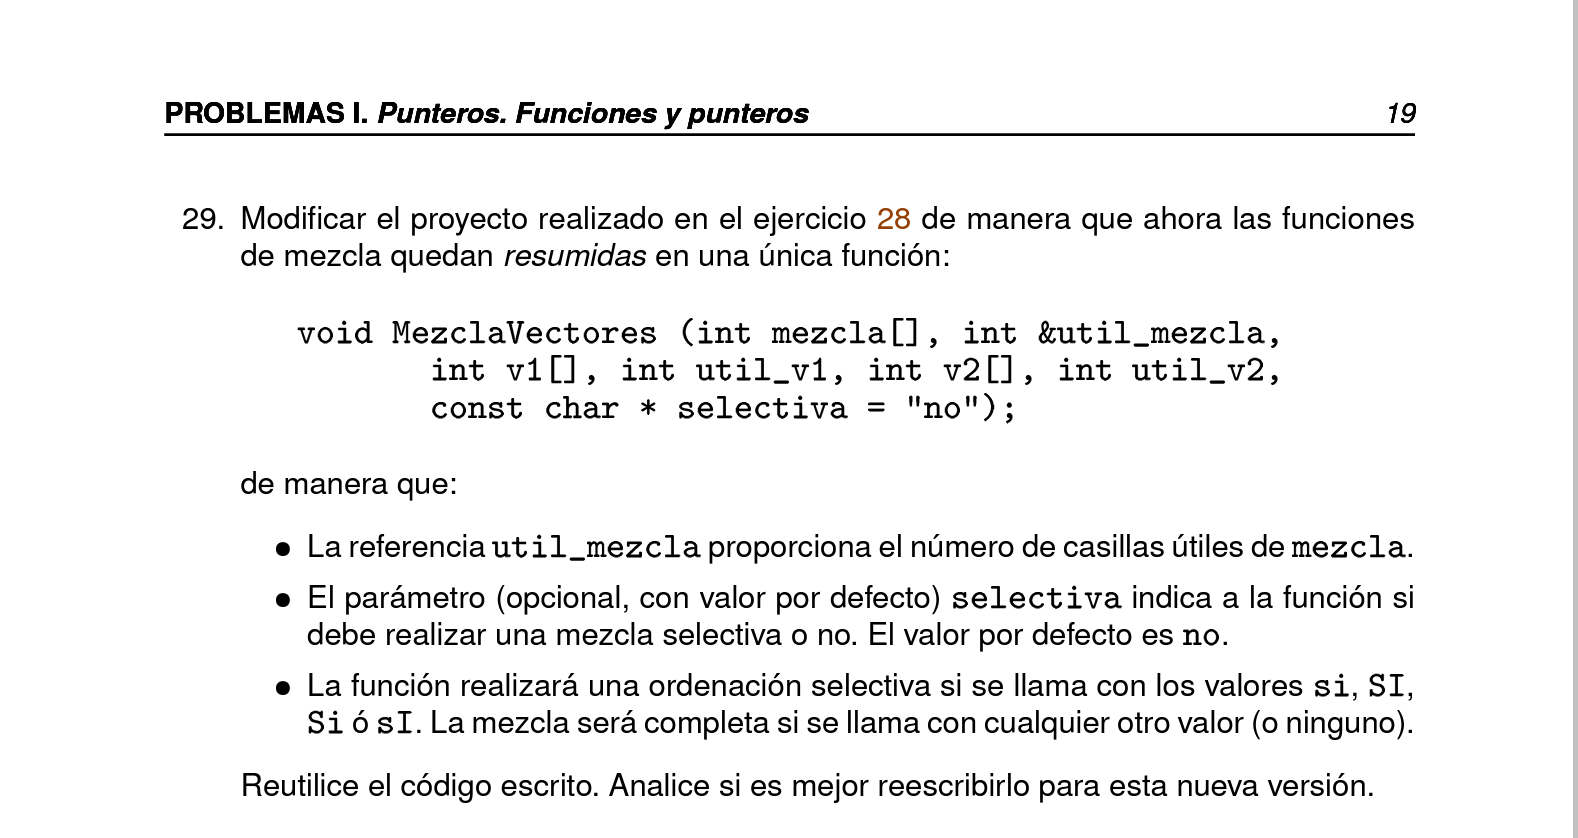 PROBLEMAS I. Punteros. Funciones y punteros 19
29. Modificar el proyecto realizado en el ejercicio 28 de manera que ahora las funciones
de mezcla quedan resumidas en una única función:
void MezclaVectores (int mezcla[], int &util_mezcla,
int v1[], int util_v1, int v2[], int util_v2,
const char * selectiva = "no");
de manera que:
● La referencia util_mezcla proporciona el número de casillas útiles de mezcla.
● El parámetro (opcional, con valor por defecto) selectiva indica a la función si
debe realizar una mezcla selectiva o no. El valor por defecto es no.
● La función realizará una ordenación selectiva si se llama con los valores si, SI,
Si ó sI. La mezcla será completa si se llama con cualquier otro valor (o ninguno).
Reutilice el código escrito. Analice si es mejor reescribirlo para esta nueva versión.